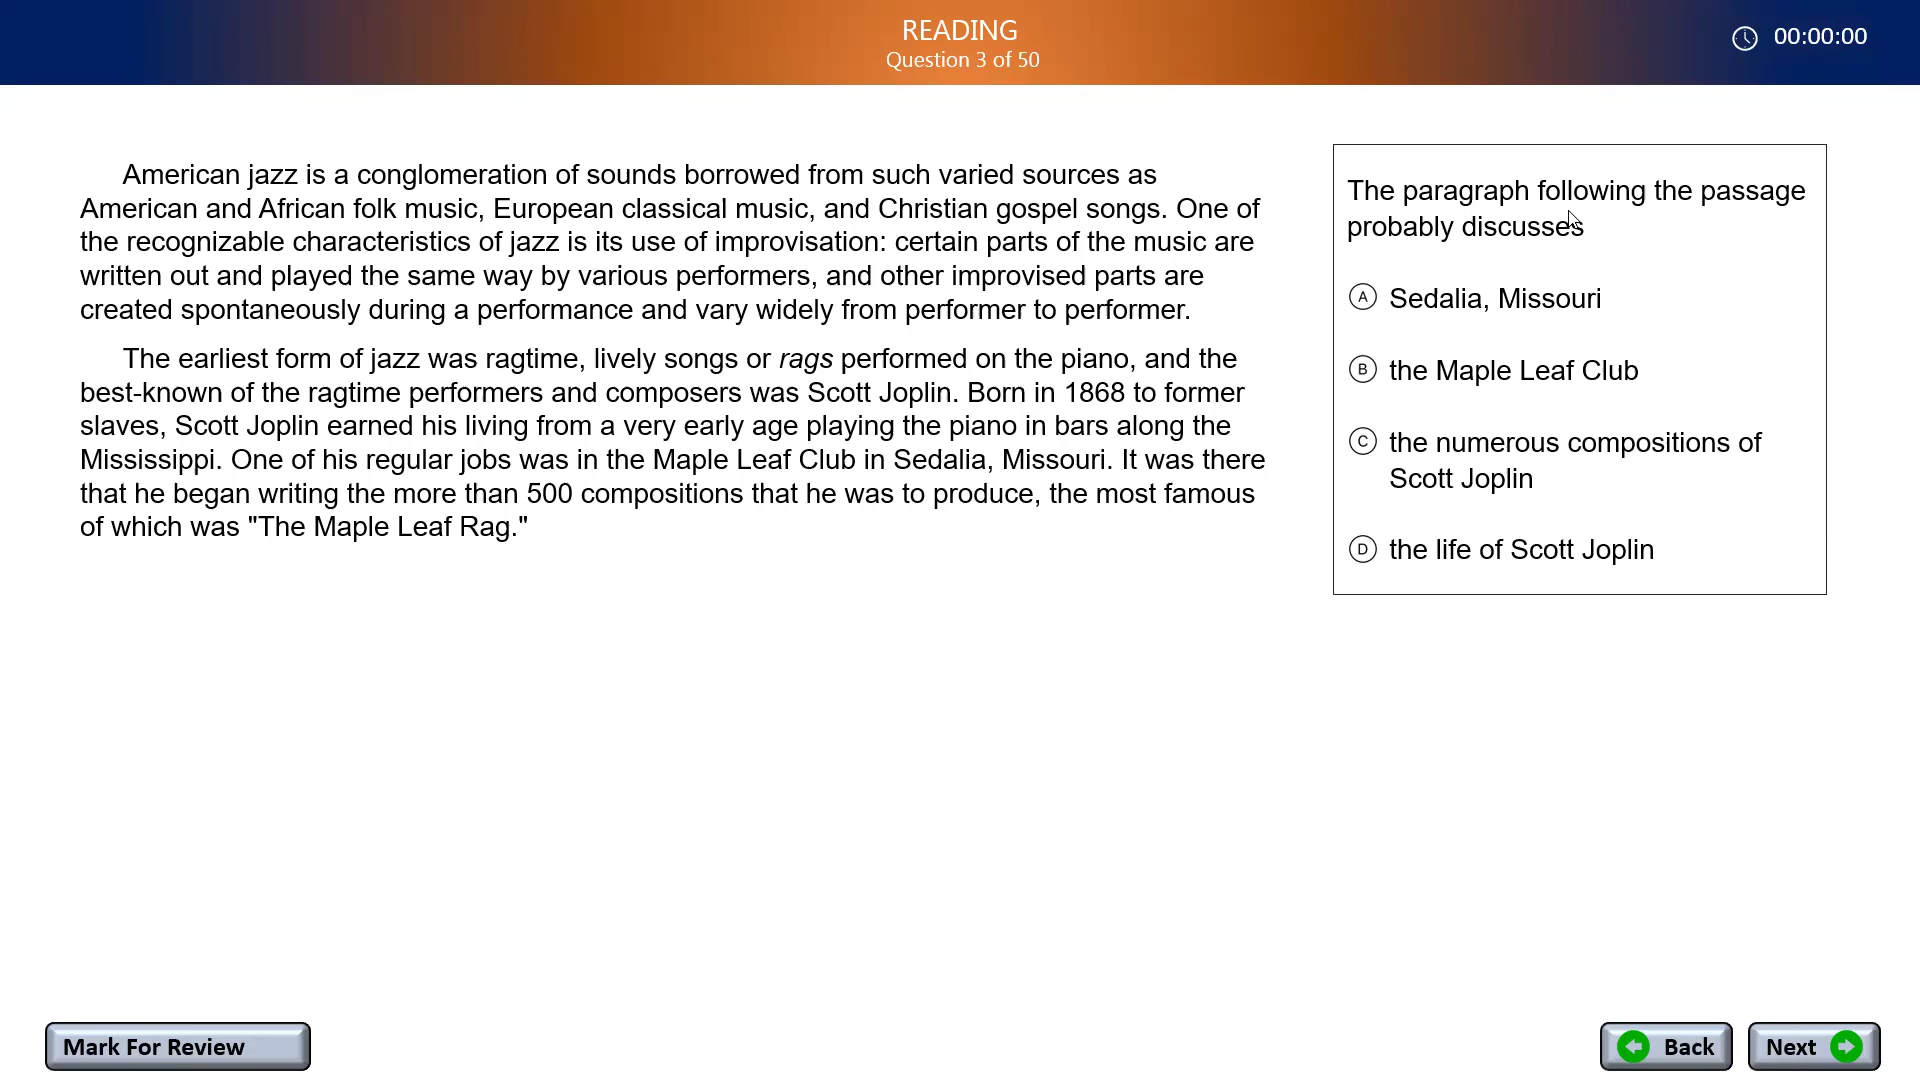 READING
Question 3 of 50
00:00:00
American jazz is a conglomeration of sounds borrowed from such varied sources as
American and African folk music, European classical music, and Christian gospel songs. One of
the recognizable characteristics of jazz is its use of improvisation: certain parts of the music are
written out and played the same way by various performers, and other improvised parts are
created spontaneously during a performance and vary widely from performer to performer.
The earliest form of jazz was ragtime, lively songs or rags performed on the piano, and the
best-known of the ragtime performers and composers was Scott Joplin. Born in 1868 to former
slaves, Scott Joplin earned his living from a very early age playing the piano in bars along the
Mississippi. One of his regular jobs was in the Maple Leaf Club in Sedalia, Missouri. It was there
that he began writing the more than 500 compositions that he was to produce, the most famous
of which was "The Maple Leaf Rag."
The paragraph following the passage
probably discusses
A Sedalia, Missouri
B the Maple Leaf Club
C the numerous compositions of
Scott Joplin
D the life of Scott Joplin
Mark For Review
Back
Next